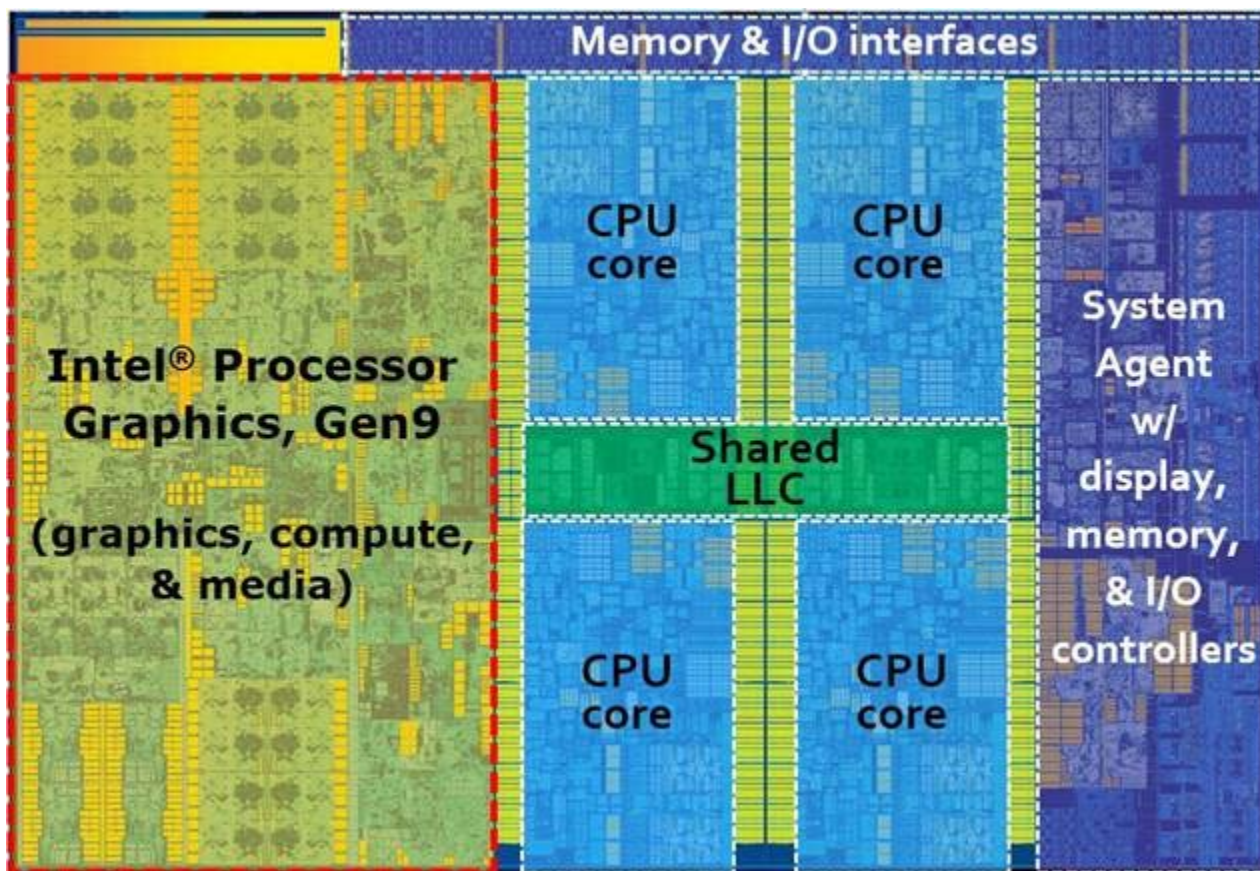 Memory & I/O interfaces
Intel® Processor
Graphics, Gen9
(graphics, compute,
& media)
CPU
core
CPU
core
Shared
LLC
CPU
core
CPU
core
System
Agent
w/
display,
memory,
& I/O
controllers